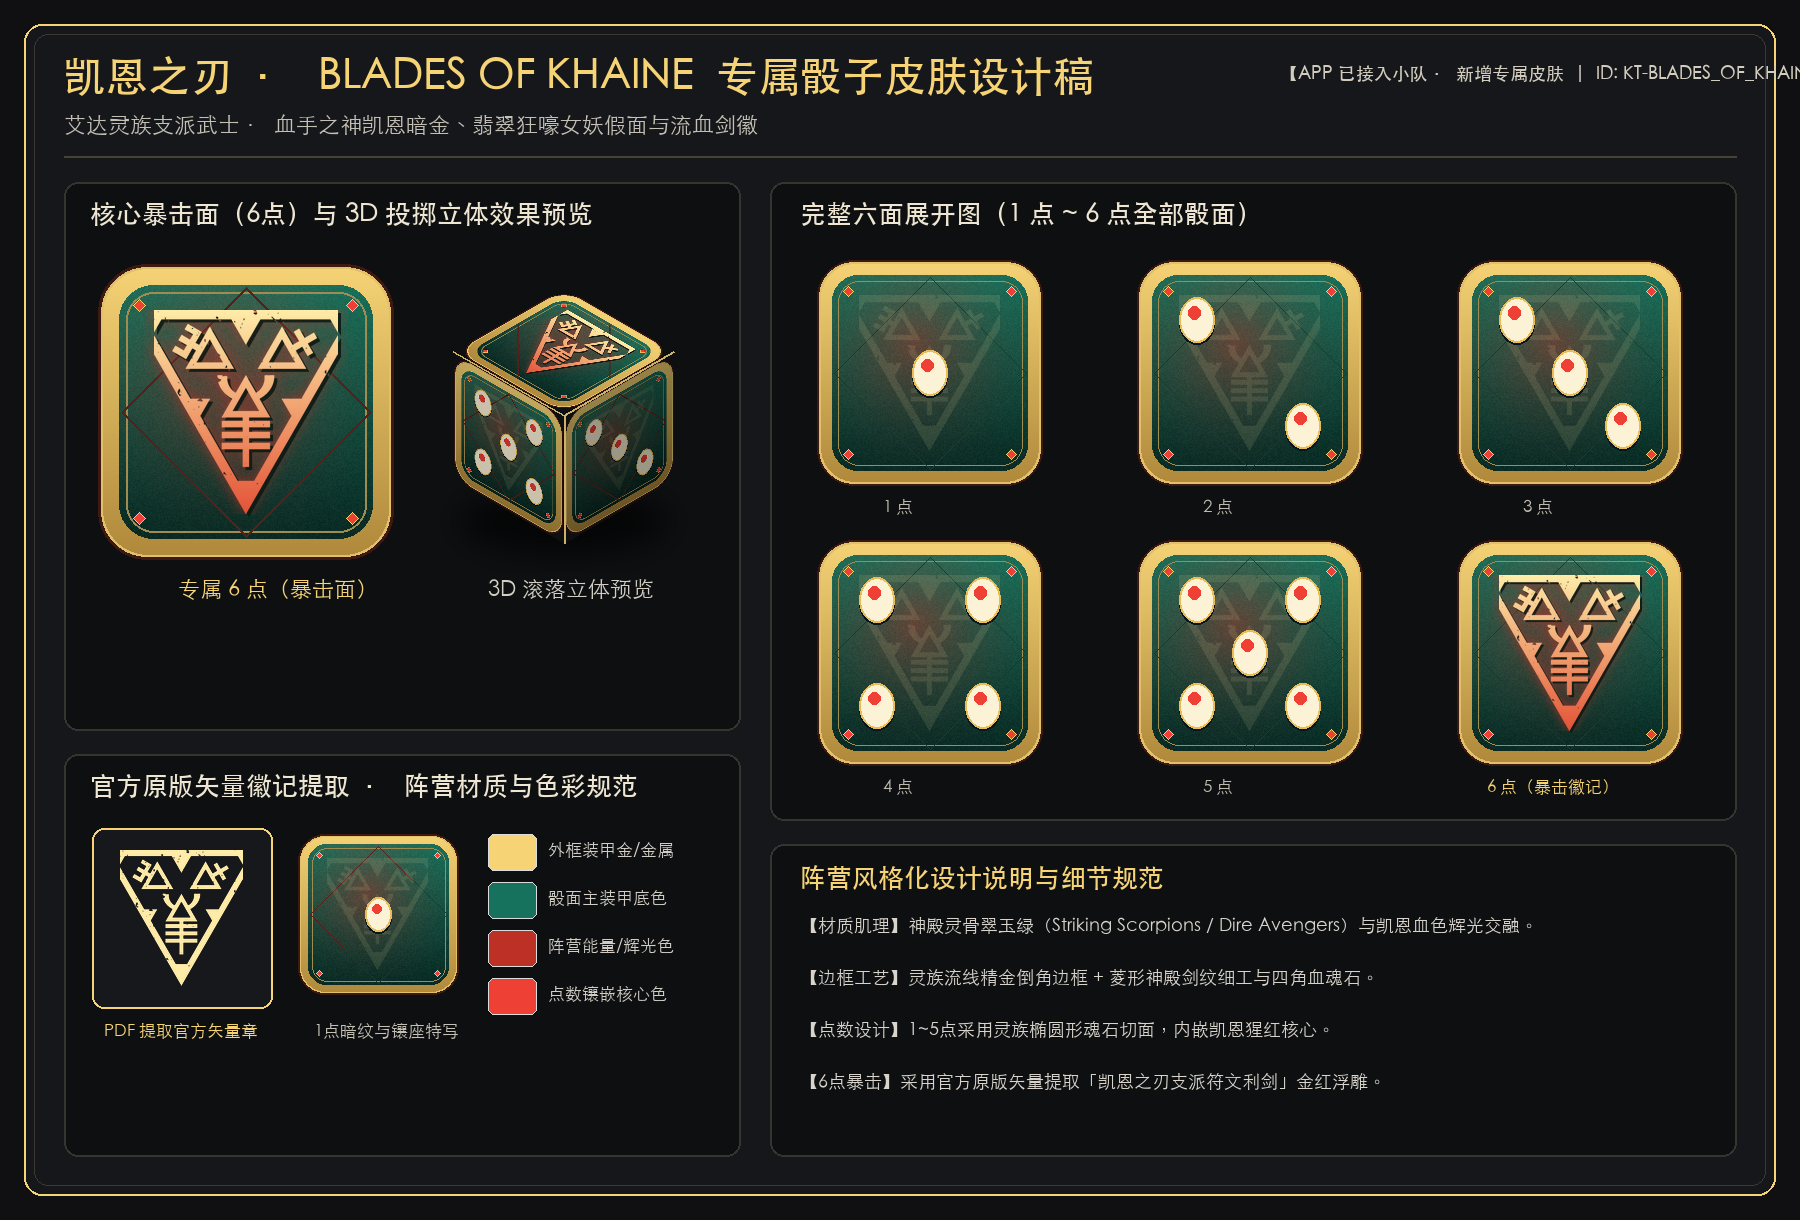 凯恩之刃 · BLADES OF KHAINE 专属骰子皮肤设计稿
【APP 已接入小队 · 新增专属皮肤 | ID: KT-BLADES_OF_KHAIN
艾达灵族支派武士 · 血手之神凯恩暗金、翡翠狂嚎女妖假面与流血剑徽
核心暴击面（6点）与 3D 投掷立体效果预览
专属 6 点（暴击面）
3D 滚落立体预览
完整六面展开图（1 点 ~ 6 点全部骰面）
1 点
2 点
3 点
4 点
5 点
6 点（暴击徽记）
官方原版矢量徽记提取 · 阵营材质与色彩规范
PDF 提取官方矢量章
1点暗纹与镶座特写
外框装甲金/金属
骰面主装甲底色
阵营能量/辉光色
点数镶嵌核心色
阵营风格化设计说明与细节规范
【材质肌理】神殿灵骨翠玉绿（Striking Scorpions / Dire Avengers）与凯恩血色辉光交融。
【边框工艺】灵族流线精金倒角边框 + 菱形神殿剑纹细工与四角血魂石。
【点数设计】1~5点采用灵族椭圆形魂石切面，内嵌凯恩猩红核心。
【6点暴击】采用官方原版矢量提取「凯恩之刃支派符文利剑」金红浮雕。